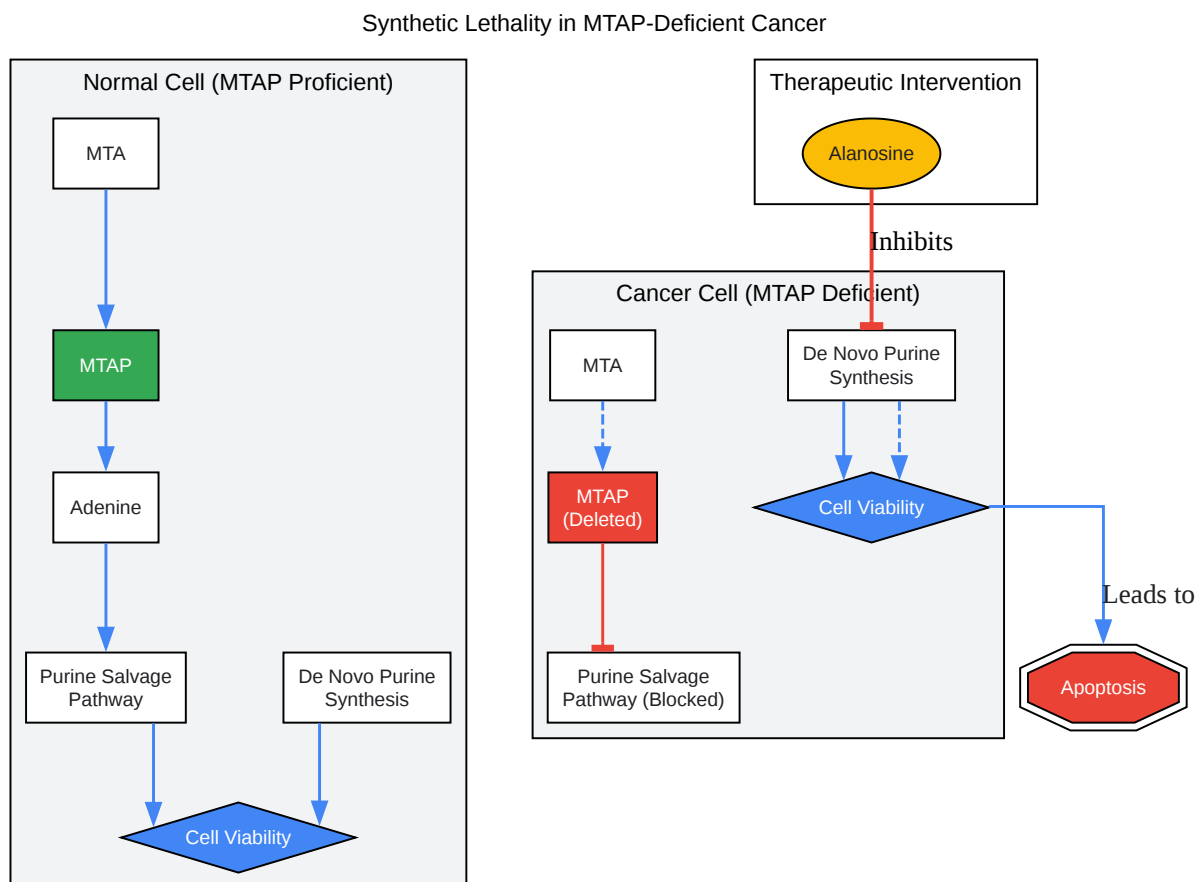 Synthetic Lethality in MTAP-Deficient Cancer
Normal Cell (MTAP Proficient)
MTA
MTAP
Adenine
Purine Salvage
Pathway
De Novo Purine
Synthesis
Cell Viability
Therapeutic Intervention
Alanosine
Inhibits
Cancer Cell (MTAP Deficient)
MTA
De Novo Purine
Synthesis
MTAP
(Deleted)
Cell Viability
Purine Salvage
Pathway (Blocked)
Leads to
Apoptosis